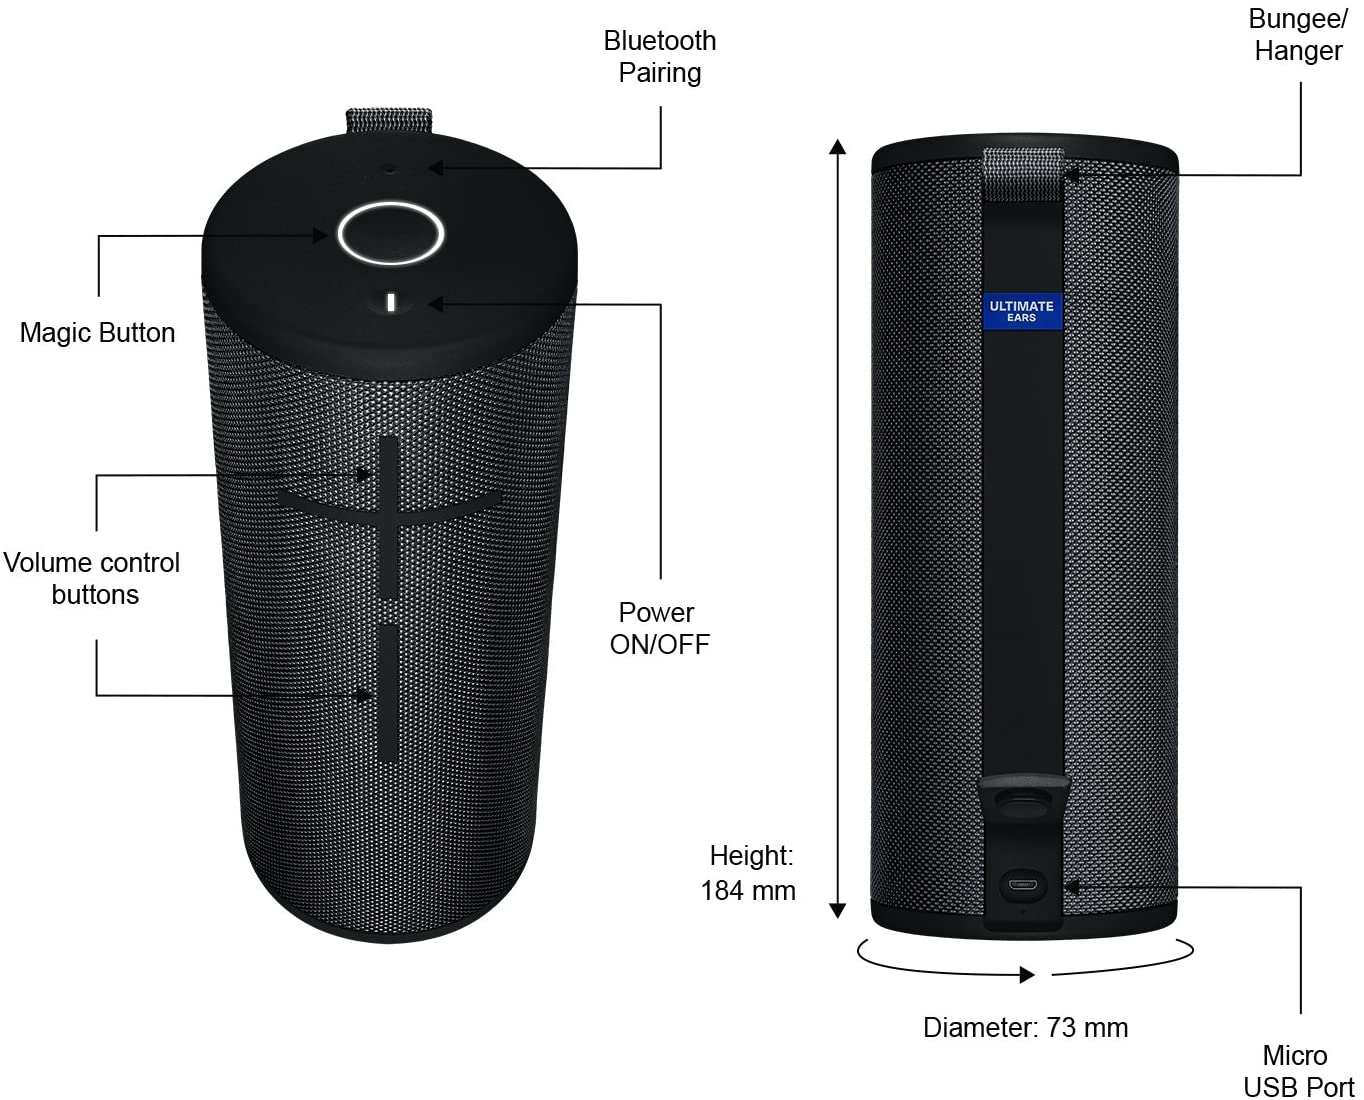 Bluetooth
Pairing
Bungee/
Hanger
Magic Button
ULTIMATE
EARS
Volume control
buttons
Power
ON/OFF
Height:
184 mm
Diameter: 73 mm
Micro
USB Port